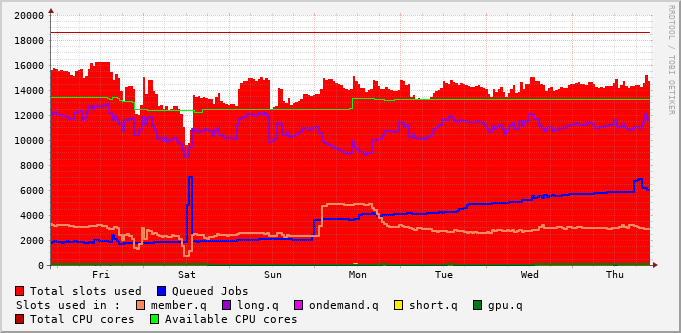 20000
18000
16000
14000
12000
10000
8000
6000
4000
2000
0
Fri Sat Sun Mon Tue Wed Thu
RRDTOOL / TOBI OETIKER
Total slots used Queued Jobs
Slots used in : member.q long.q ondemand.q short.q gpu.q
Total CPU cores Available CPU cores